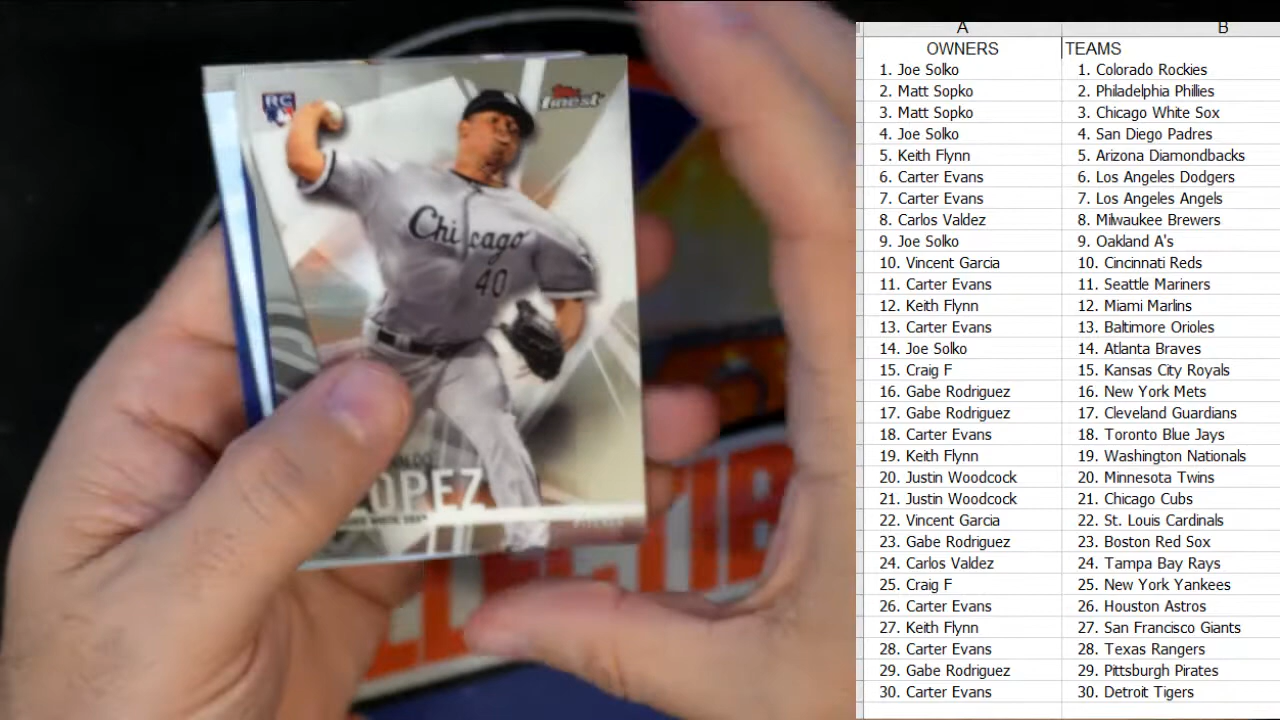 RC
Topps
finest
Chicago
40
LOPEZ
A
B
OWNERS
TEAMS
1. Joe Solko
1. Colorado Rockies
2. Matt Sopko
2. Philadelphia Phillies
3. Matt Sopko
3. Chicago White Sox
4. Joe Solko
4. San Diego Padres
5. Keith Flynn
5. Arizona Diamondbacks
6. Carter Evans
6. Los Angeles Dodgers
7. Carter Evans
7. Los Angeles Angels
8. Carlos Valdez
8. Milwaukee Brewers
9. Joe Solko
9. Oakland A's
10. Vincent Garcia
10. Cincinnati Reds
11. Carter Evans
11. Seattle Mariners
12. Keith Flynn
12. Miami Marlins
13. Carter Evans
13. Baltimore Orioles
14. Joe Solko
14. Atlanta Braves
15. Craig F
15. Kansas City Royals
16. Gabe Rodriguez
16. New York Mets
17. Gabe Rodriguez
17. Cleveland Guardians
18. Carter Evans
18. Toronto Blue Jays
19. Keith Flynn
19. Washington Nationals
20. Justin Woodcock
20. Minnesota Twins
21. Justin Woodcock
21. Chicago Cubs
22. Vincent Garcia
22. St. Louis Cardinals
23. Gabe Rodriguez
23. Boston Red Sox
24. Carlos Valdez
24. Tampa Bay Rays
25. Craig F
25. New York Yankees
26. Carter Evans
26. Houston Astros
27. Keith Flynn
27. San Francisco Giants
28. Carter Evans
28. Texas Rangers
29. Gabe Rodriguez
29. Pittsburgh Pirates
30. Carter Evans
30. Detroit Tigers